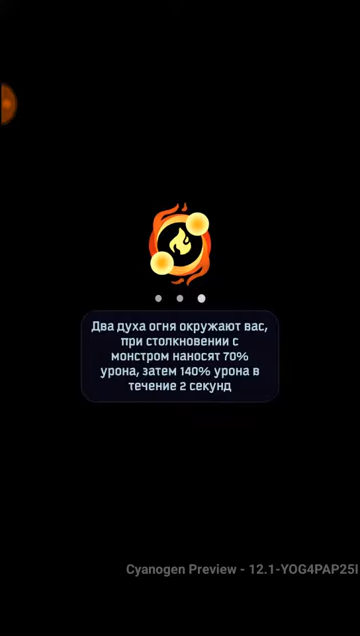 Два духа огня окружают вас,
при столкновении с
монстром наносят 70%
урона, затем 140% урона в
течение 2 секунд
Cyanogen Preview - 12.1-YOG4PAP25I